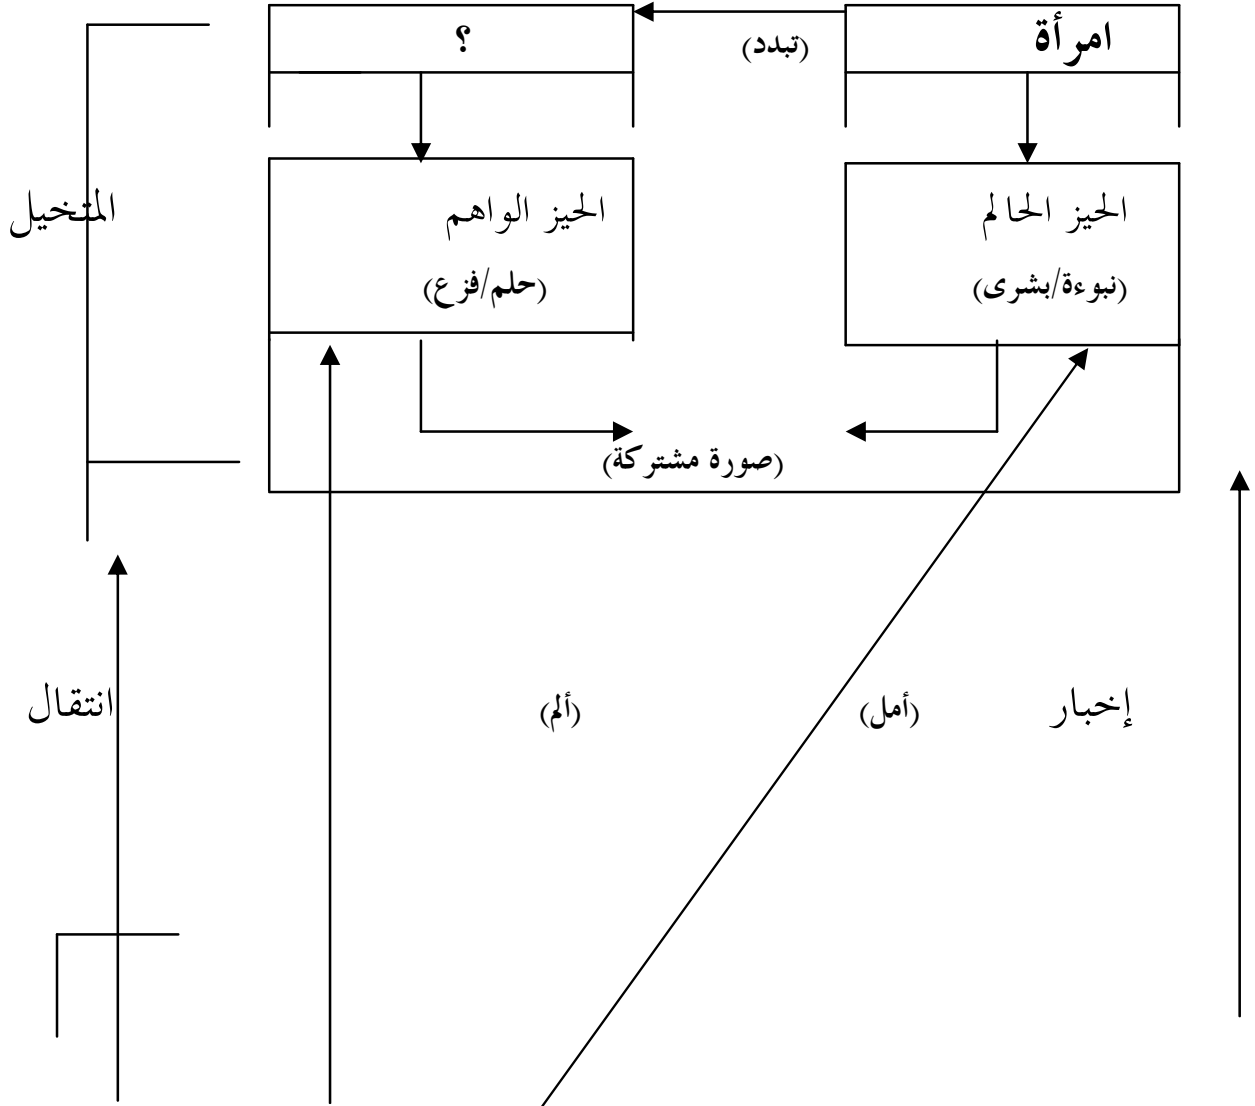 امرأة
(تبدد)
؟
المتخيل
الحيز الحالم
الحيز الواهم
(نبوءة/بشرى)
(حلم/فزع)
(صورة مشتركة)
إخبار
(أمل)
(ألم)
انتقال